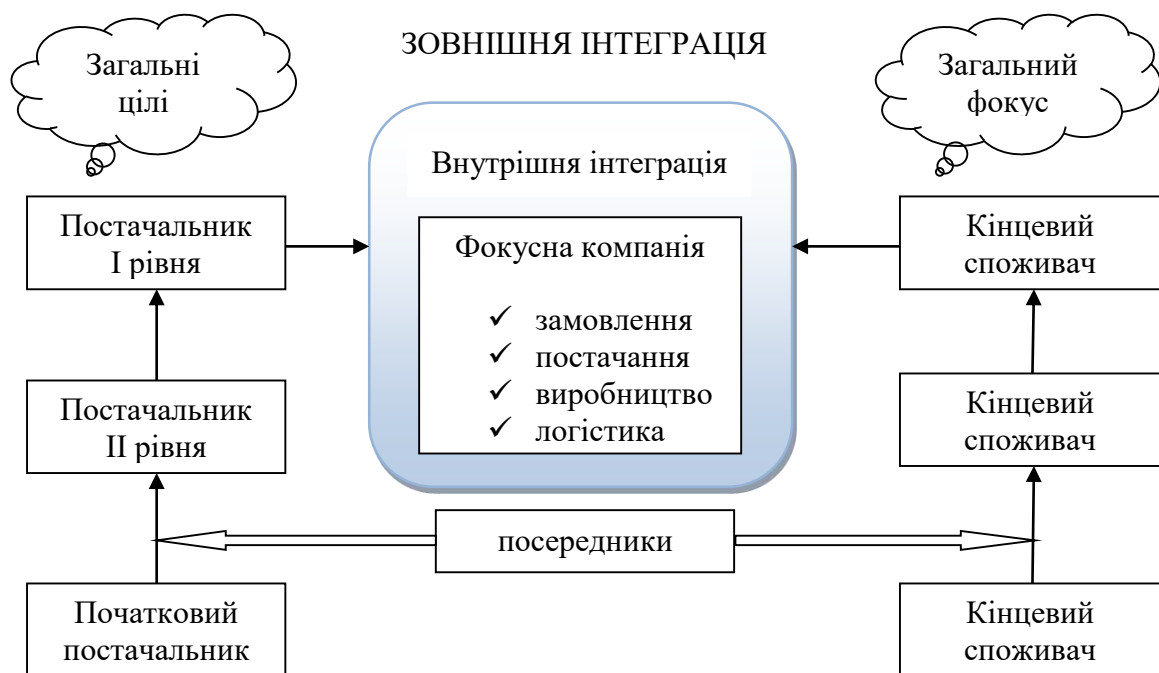 ЗОВНІШНЯ ІНТЕГРАЦІЯ
Загальні
цілі
Загальний
фокус
Внутрішня інтеграція
Постачальник
І рівня
Фокусна компанія
замовлення
постачання
виробництво
логістика
Кінцевий
споживач
Постачальник
ІІ рівня
Кінцевий
споживач
посередники
Початковий
постачальник
Кінцевий
споживач